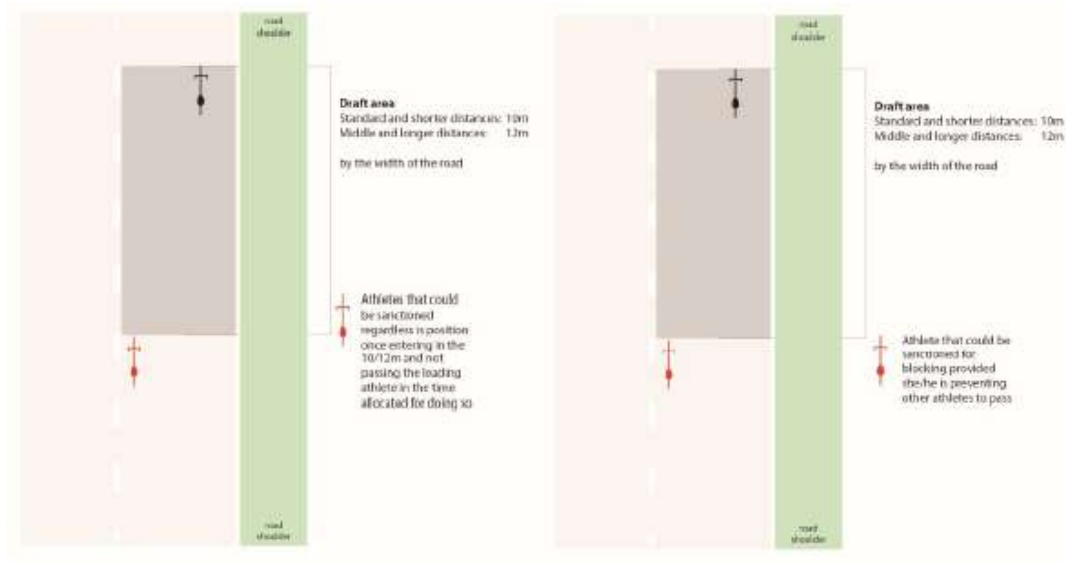 road
shoulder
Draft area
Standard and shorter distances: 10m
Middle and longer distances: 12m
by the width of the road
Athletes that could
be sanctioned
regardless is position
once entering in the
10/12m and not
passing the leading
athlete in the time
allocated for doing so
road
shoulder
road
shoulder
Draft area
Standard and shorter distances: 10m
Middle and longer distances: 12m
by the width of the road
Athlete that could be
sanctioned for
blocking provided
she/he is preventing
other athletes to pass
road
shoulder